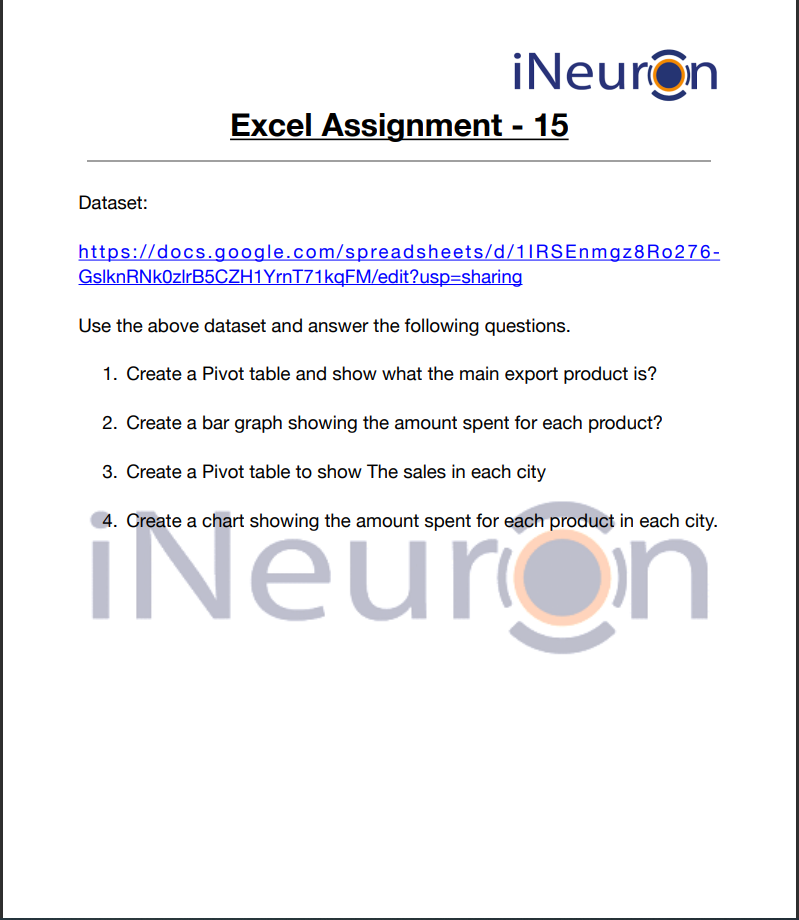 iNeuron
Excel Assignment - 15
Dataset:
https://docs.google.com/spreadsheets/d/1IRSEnmgz8Ro276-
GslknRNk0zlrB5CZH1YrnT71kqFM/edit?usp=sharing
Use the above dataset and answer the following questions.
1. Create a Pivot table and show what the main export product is?
2. Create a bar graph showing the amount spent for each product?
3. Create a Pivot table to show The sales in each city
4. Create a chart showing the amount spent for each product in each city.
iNeuron